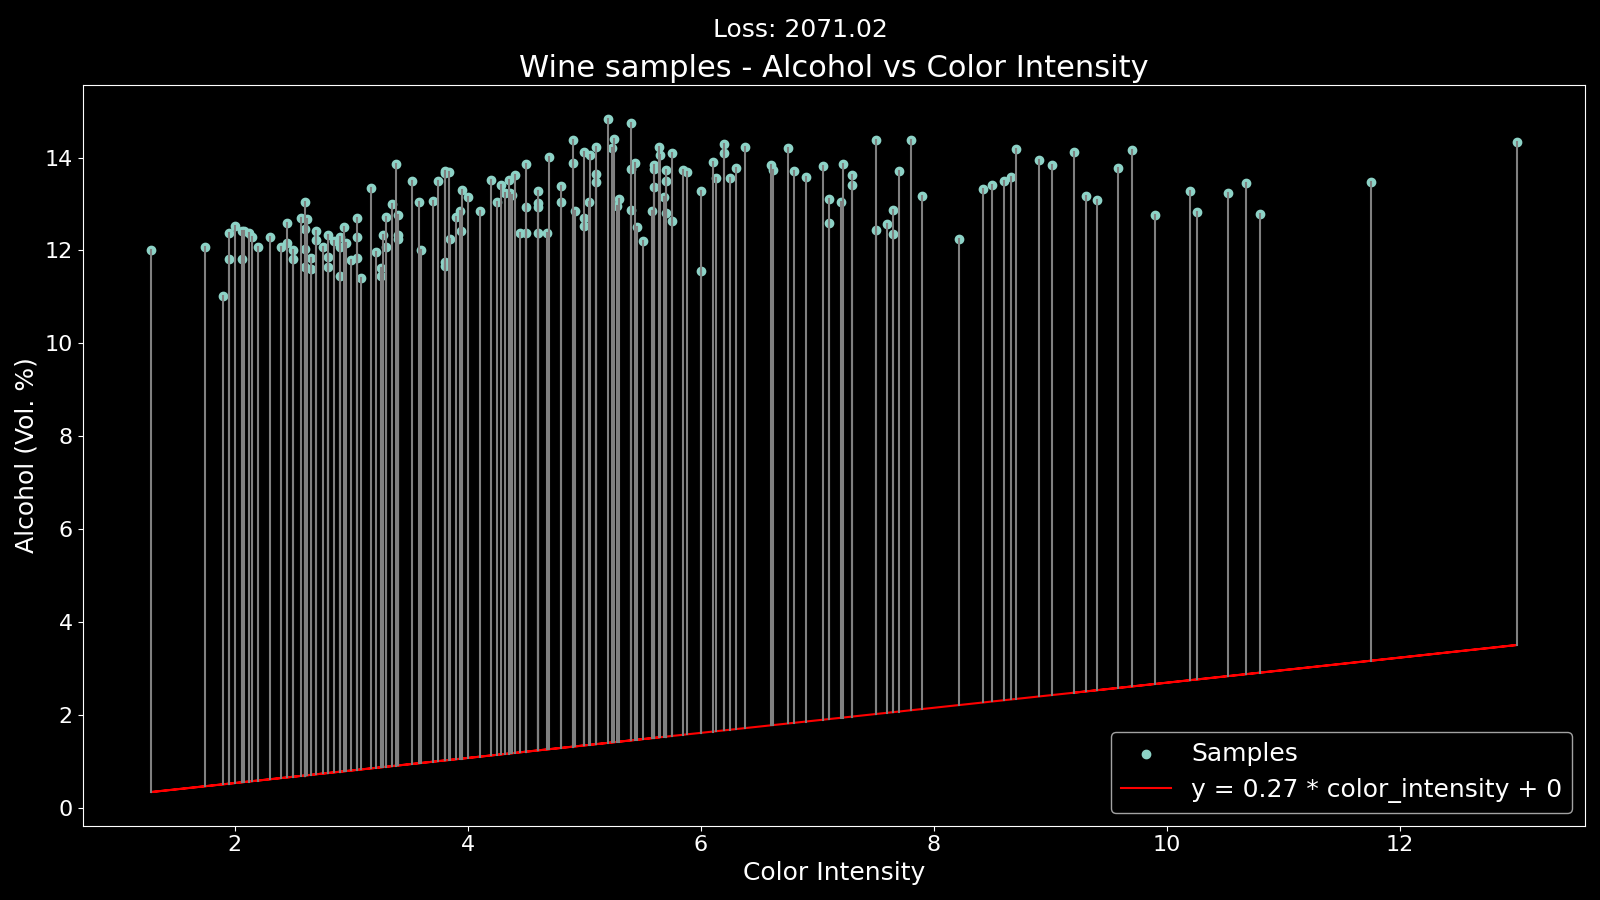 Loss: 2071.02
Wine samples - Alcohol vs Color Intensity
14
12
10
8
6
4
2
0
Alcohol (Vol. %)
Samples
y = 0.27 * color_intensity + 0
2 4 6 8 10 12
Color Intensity